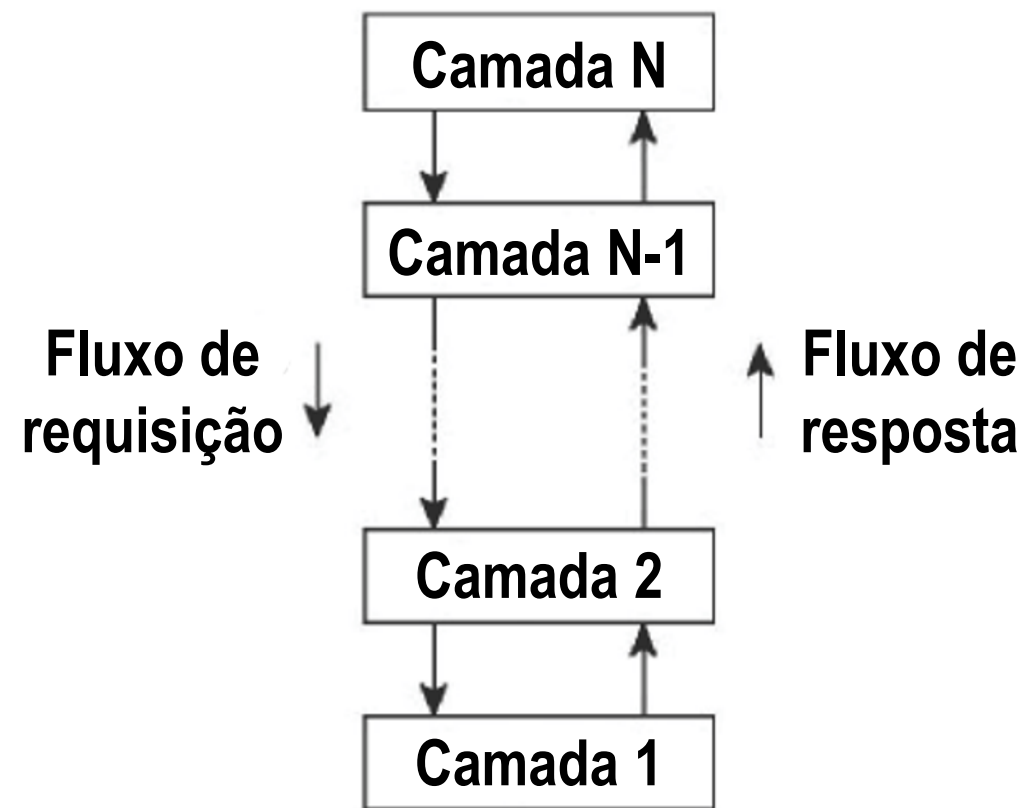 Camada N
Camada N-1
Fluxo de
requisição
Fluxo de
resposta
Camada 2
Camada 1